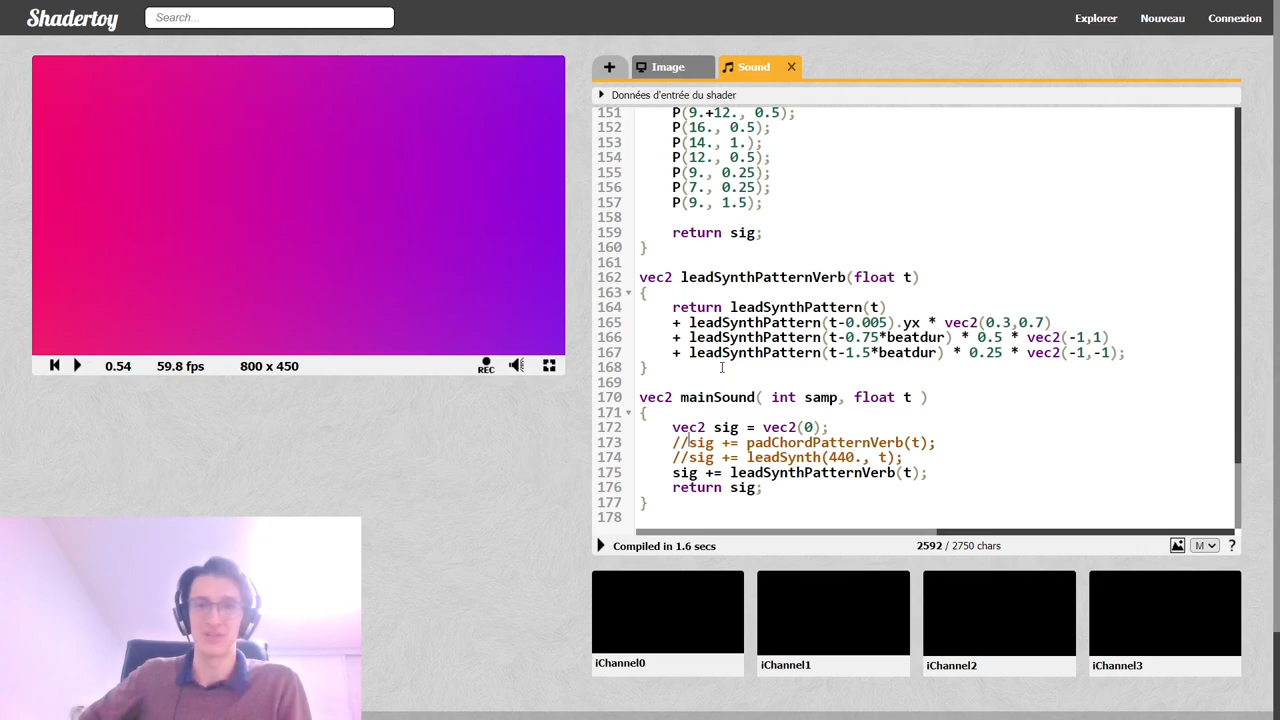 Shadertoy
Search...
Explorer
Nouveau
Connexion
0.54
59.8 fps
800 x 450
REC
+
Image
Sound
Données d'entrée du shader
151 P(9.+12., 0.5);
152 P(16., 0.5);
153 P(14., 1.);
154 P(12., 0.5);
155 P(9., 0.25);
156 P(7., 0.25);
157 P(9., 1.5);
158
159 return sig;
160 }
161
162 vec2 leadSynthPatternVerb(float t)
163 {
164 return leadSynthPattern(t)
165 + leadSynthPattern(t-0.005).yx * vec2(0.3,0.7)
166 + leadSynthPattern(t-0.75*beatdur) * 0.5 * vec2(-1,1)
167 + leadSynthPattern(t-1.5*beatdur) * 0.25 * vec2(-1,-1);
168 }
169
170 vec2 mainSound( int samp, float t )
171 {
172 vec2 sig = vec2(0);
173 //sig += padChordPatternVerb(t);
174 //sig += leadSynth(440., t);
175 sig += leadSynthPatternVerb(t);
176 return sig;
177 }
178
Compiled in 1.6 secs
2592 / 2750 chars
M
?
iChannel0
iChannel1
iChannel2
iChannel3